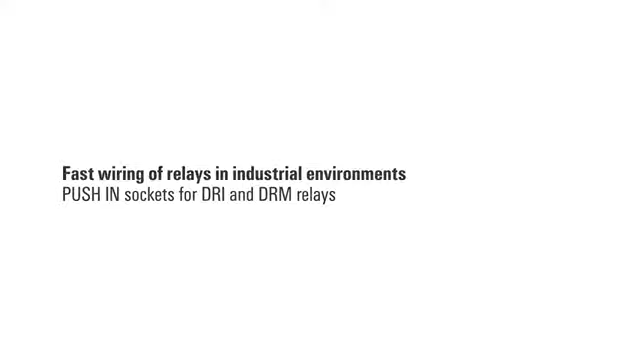 Fast wiring of relays in industrial environments
PUSH IN sockets for DRI and DRM relays